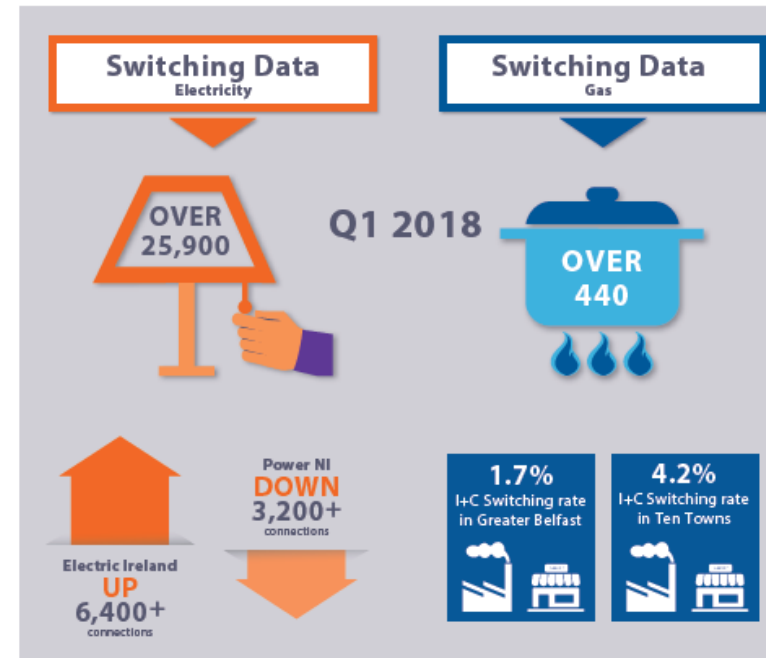 Switching Data
Electricity
Switching Data
Gas
OVER
25,900
Q1 2018
OVER
440
Electric Ireland
UP
6,400+
connections
Power NI
DOWN
3,200+
connections
1.7%
I+C Switching rate
in Greater Belfast
4.2%
I+C Switching rate
in Ten Towns